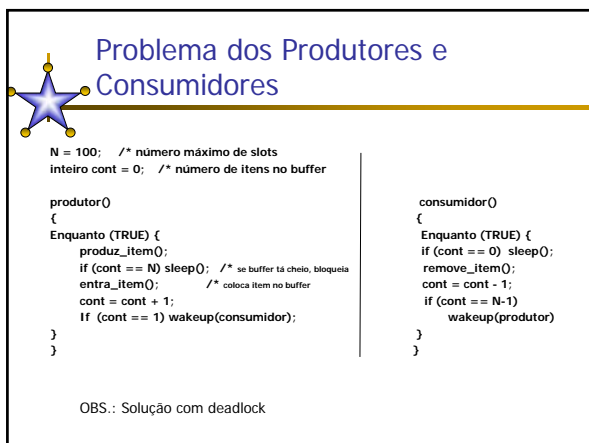 Problema dos Produtores e
Consumidores
N = 100; /* número máximo de slots
inteiro cont = 0; /* número de itens no buffer
produtor()
{
Enquanto (TRUE) {
produz_item();
if (cont == N) sleep(); /* se buffer tá cheio, bloqueia
entra_item(); /* coloca item no buffer
cont = cont + 1;
If (cont == 1) wakeup(consumidor);
}
}
consumidor()
{
Enquanto (TRUE) {
if (cont == 0) sleep();
remove_item();
cont = cont - 1;
if (cont == N-1)
wakeup(produtor)
}
}
OBS.: Solução com deadlock